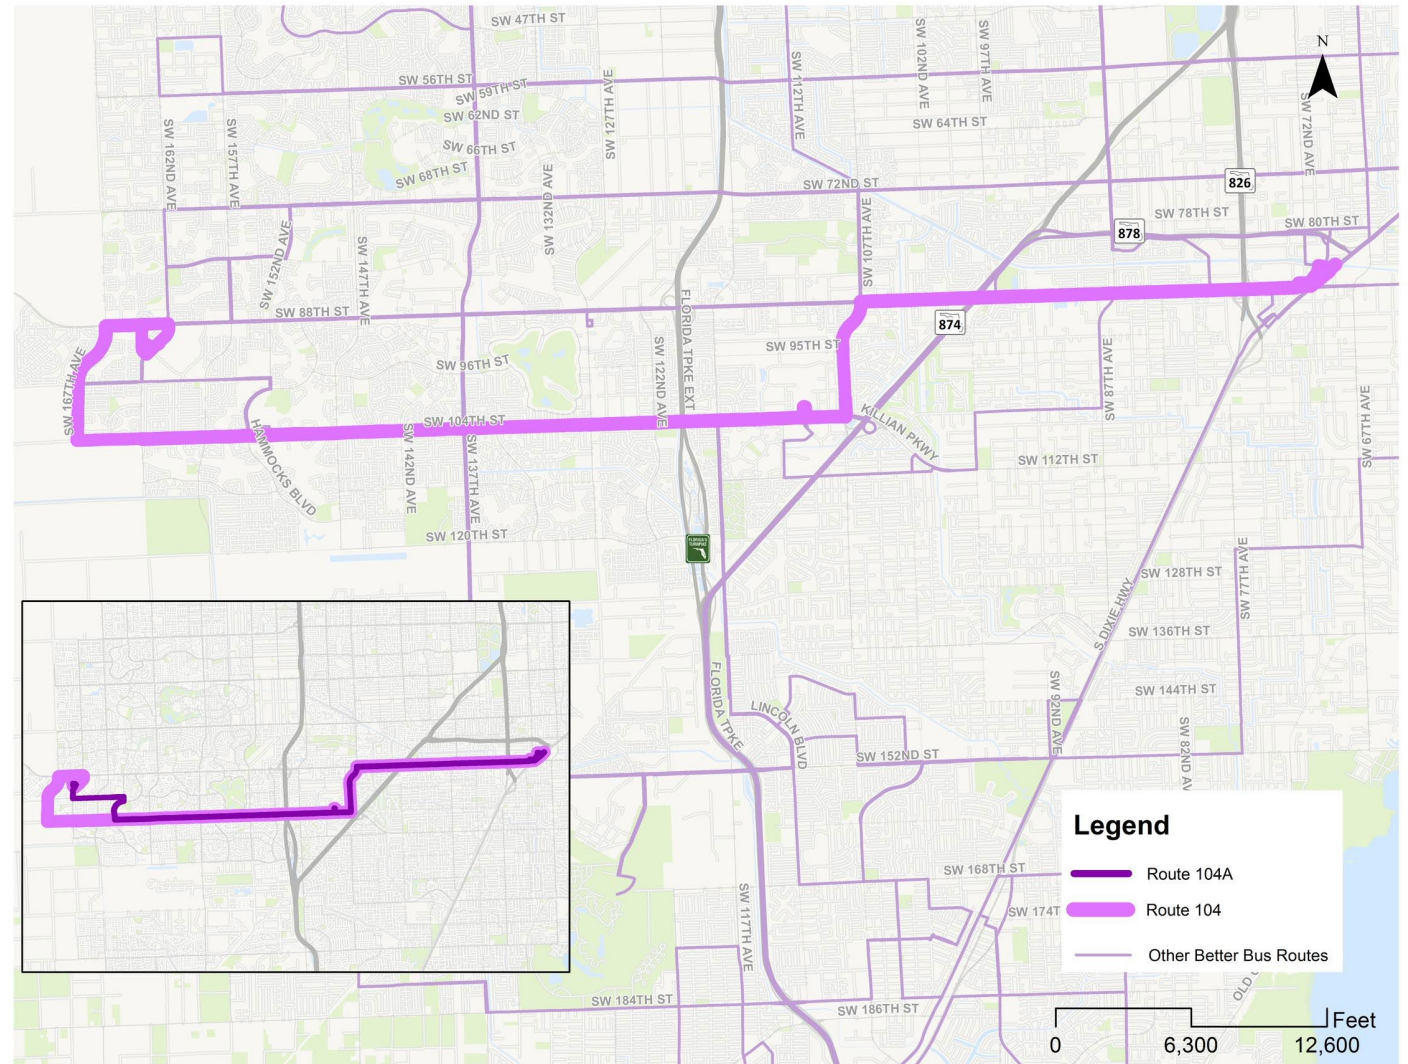 SW 47TH ST
SW 56TH ST
SW 59TH ST
SW 62ND ST
SW 66TH ST
SW 68TH ST
SW 127TH AVE
SW 112TH AVE
SW 102ND AVE
SW 97TH AVE
SW 64TH ST
N
SW 72ND AVE
SW 162ND AVE
SW 157TH AVE
SW 132ND AVE
SW 72ND ST
826
SW 78TH ST
SW 80TH ST
878
SW 152ND AVE
SW 147TH AVE
SW 107TH AVE
SW 88TH ST
FLORIDA TPKE EXT
874
SW 95TH ST
SW 96TH ST
SW 122ND AVE
SW 87TH AVE
SW 167TH AVE
SW 104TH ST
KILLIAN PKWY
SW 67TH AVE
HAMMOCKS BLVD
SW 142ND AVE
SW 137TH AVE
SW 112TH ST
SW 120TH ST
FLORIDA'S
TURNPIKE
SW 128TH ST
SW 77TH AVE
S DIXIE HWY
SW 136TH ST
SW 144TH ST
FLORIDA TPKE
LINCOLN BLVD
SW 92ND AVE
SW 82ND AV
SW 152ND ST
Legend
Route 104A
Route 104
Other Better Bus Routes
SW 168TH ST
SW 174T
SW 117TH AVE
SW 184TH ST
SW 186TH ST
OLD
Feet
0
6,300
12,600